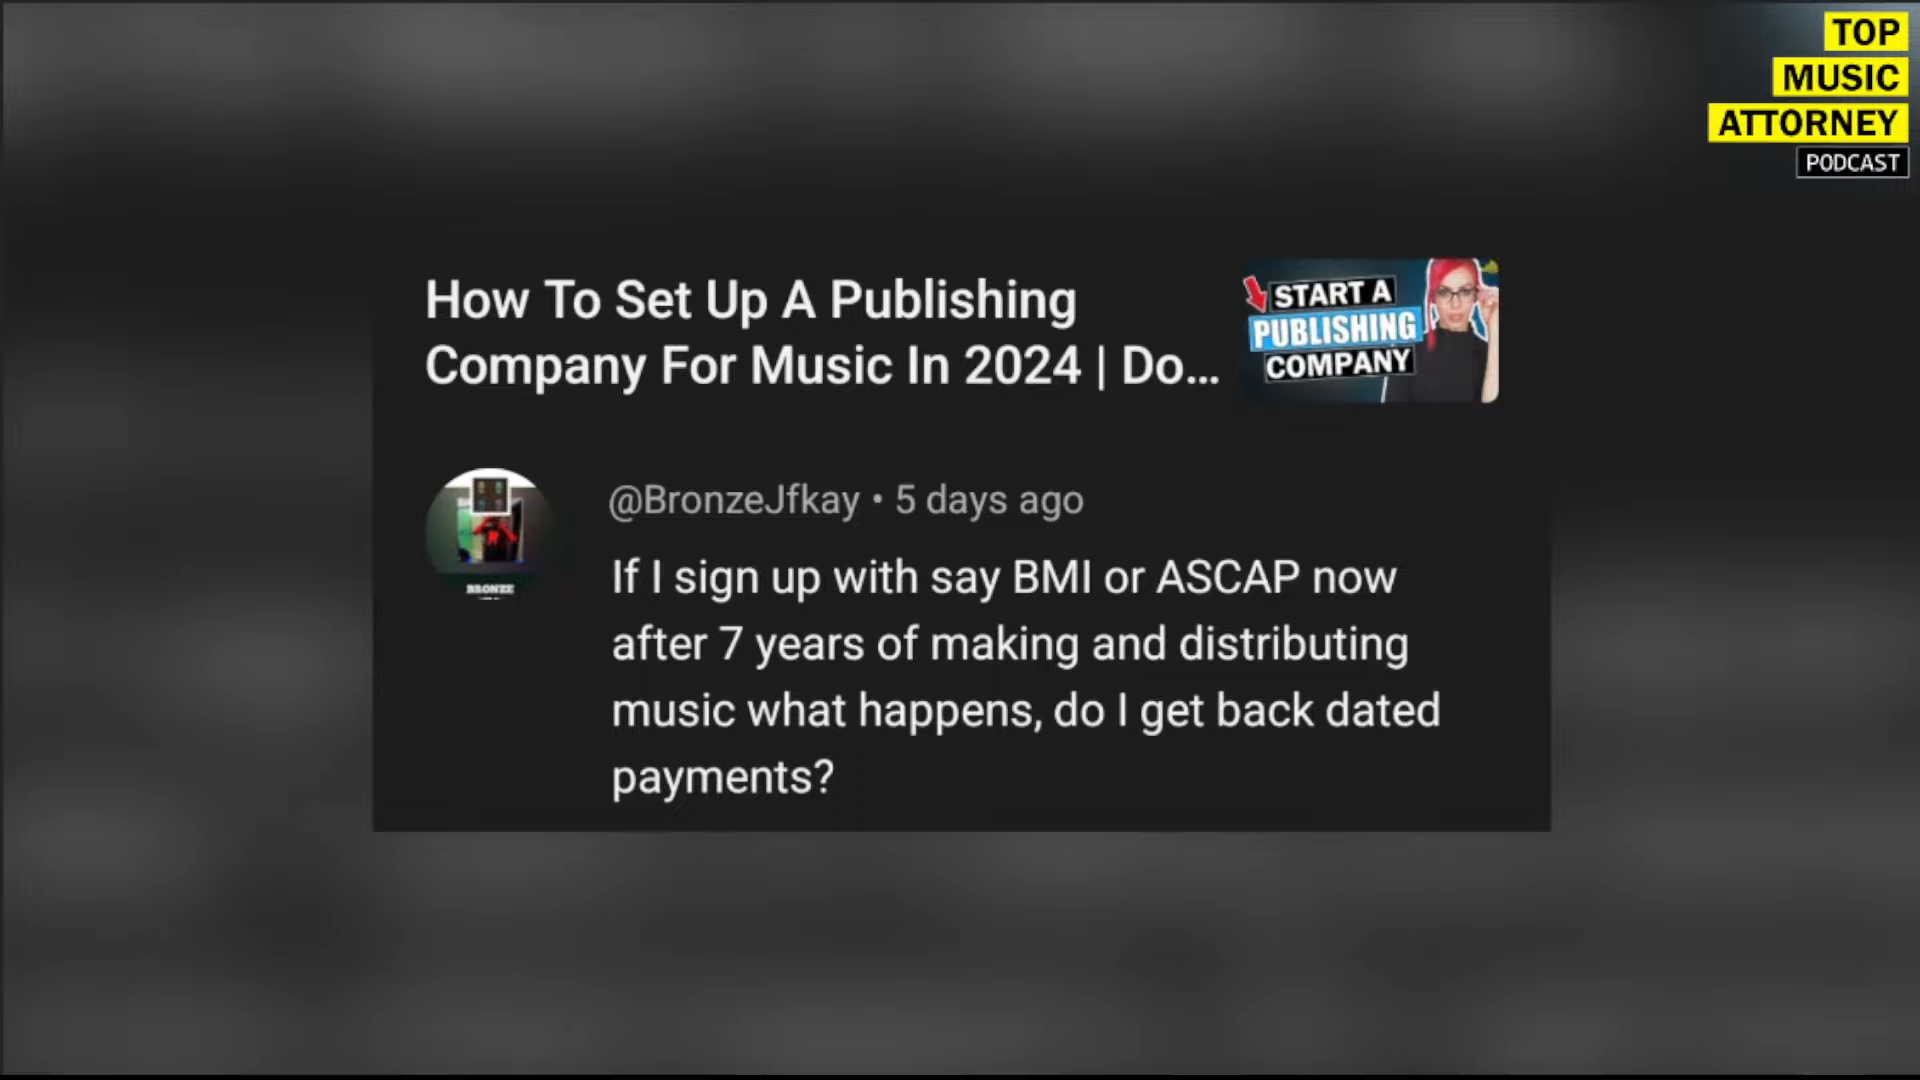 TOP
MUSIC
ATTORNEY
PODCAST
How To Set Up A Publishing
Company For Music In 2024 | Do...
START A
PUBLISHING
COMPANY
@BronzeJfkay • 5 days ago
BRONZE
If I sign up with say BMI or ASCAP now
after 7 years of making and distributing
music what happens, do I get back dated
payments?